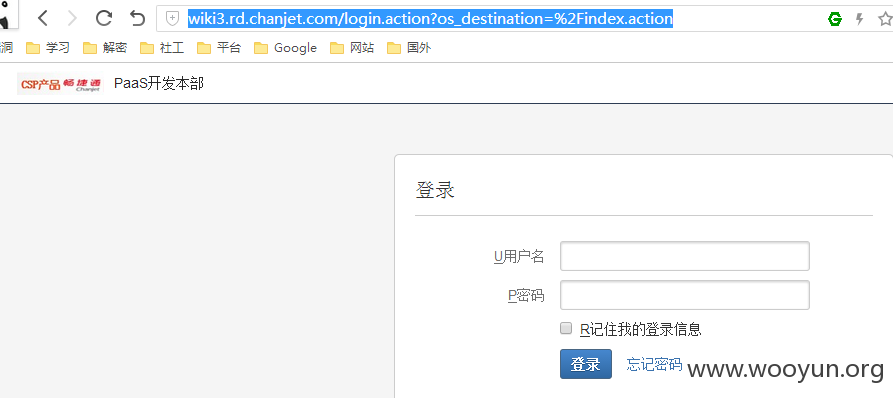 wiki3.rd.chanjet.com/login.action?os_destination=%2Findex.action
洞 学习 解密 社工 平台 Google 网站 国外
CSP产品 畅捷通 Chanjet PaaS开发本部
登录
U用户名
P密码
R记住我的登录信息
登录 忘记密码
www.wooyun.org